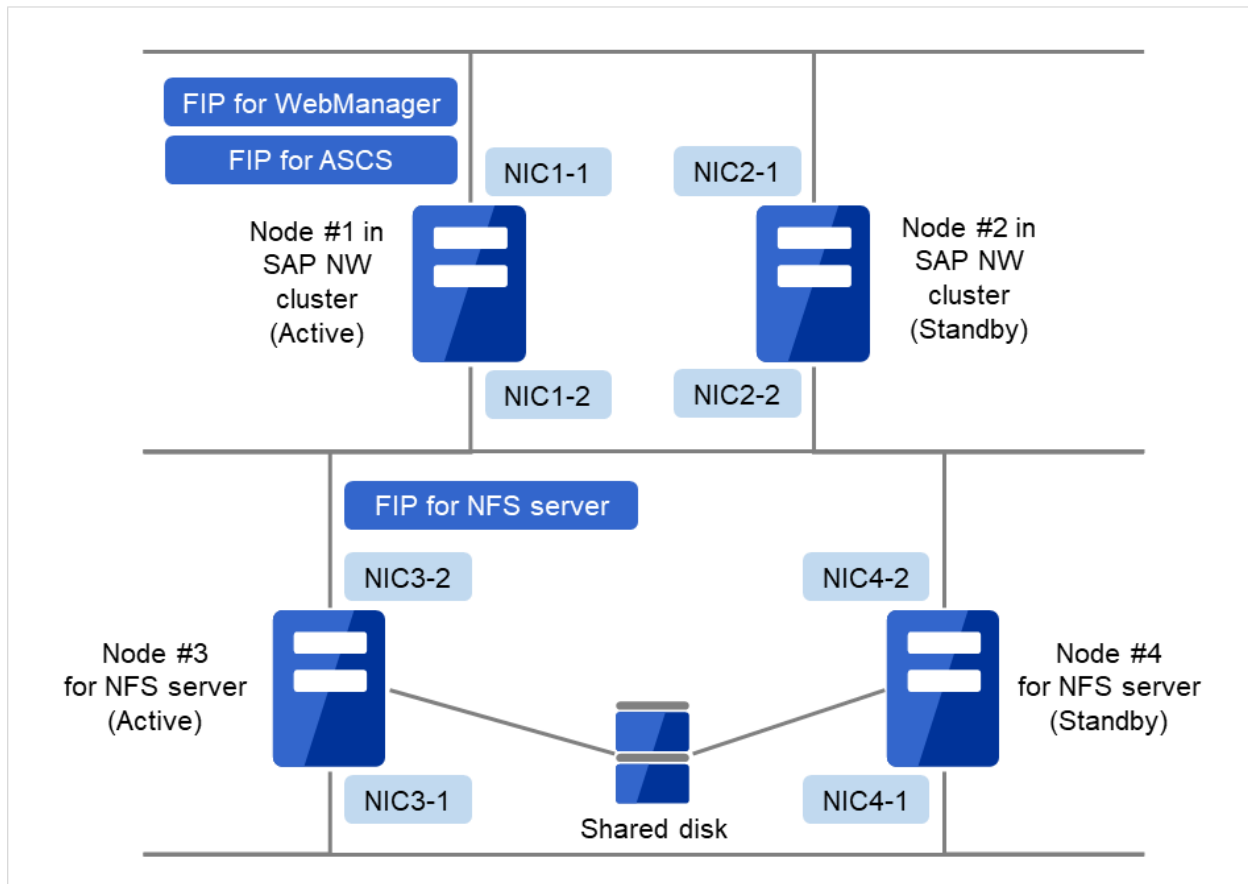 FIP for WebManager
FIP for ASCS
NIC1-1
NIC2-1
Node #1 in
SAP NW
cluster
(Active)
Node #2 in
SAP NW
cluster
(Standby)
NIC1-2
NIC2-2
FIP for NFS server
NIC3-2
NIC4-2
Node #3
for NFS server
(Active)
Node #4
for NFS server
(Standby)
NIC3-1
NIC4-1
Shared disk